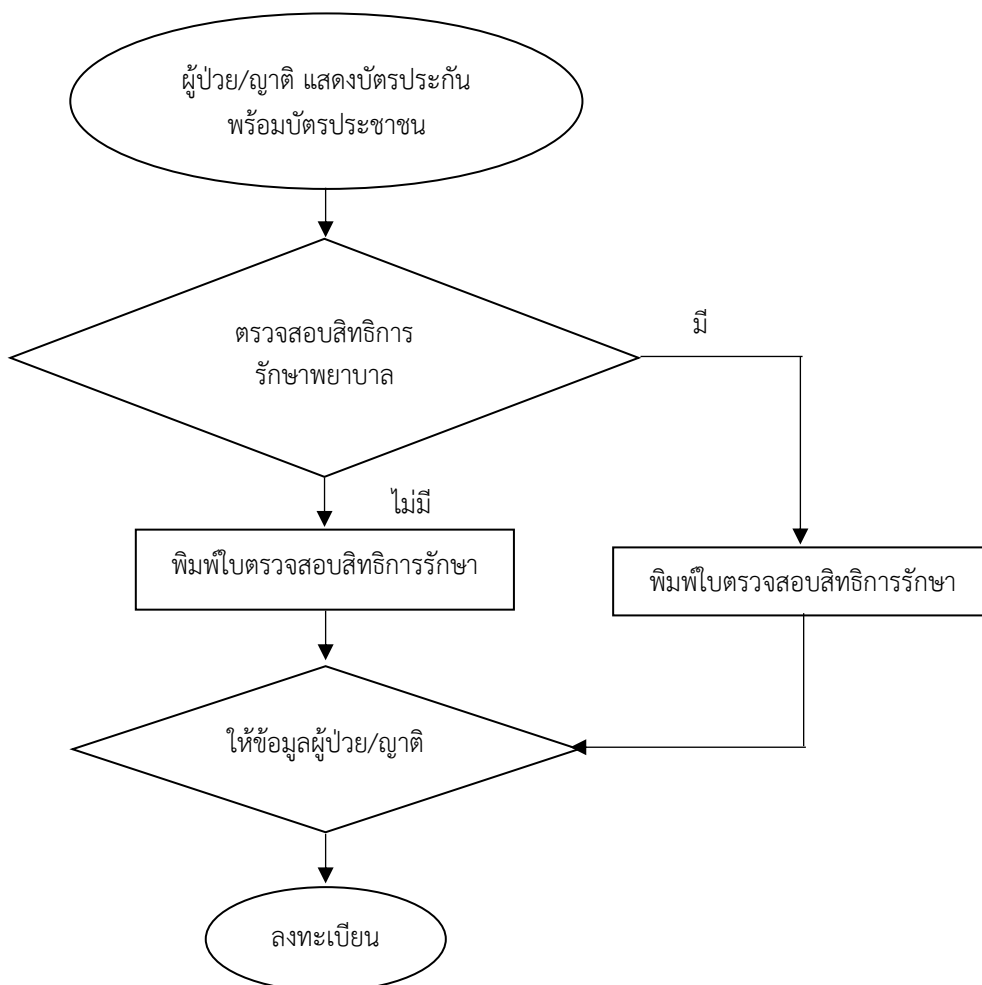 ผู้ป่วย/ญาติ แสดงบัตรประกัน
พร้อมบัตรประชาชน
ตรวจสอบสิทธิการ
รักษาพยาบาล
มี
ไม่มี
พิมพ์ใบตรวจสอบสิทธิการรักษา
พิมพ์ใบตรวจสอบสิทธิการรักษา
ให้ข้อมูลผู้ป่วย/ญาติ
ลงทะเบียน